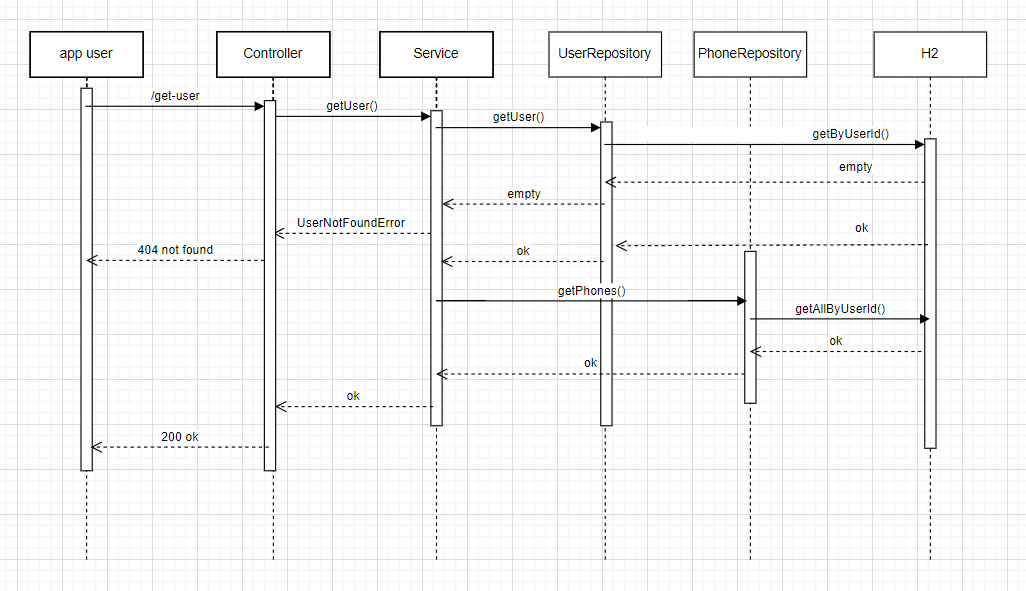 app user
Controller
Service
UserRepository
PhoneRepository
H2
/get-user
getUser()
getUser()
getByUserId()
empty
empty
UserNotFoundError
ok
404 not found
ok
getPhones()
getAllByUserId()
ok
ok
ok
200 ok